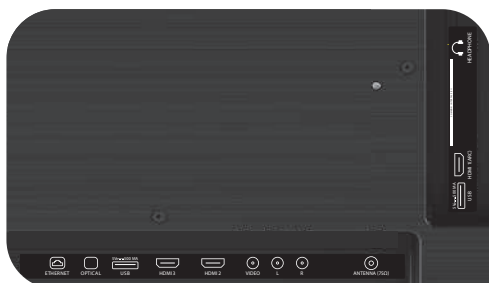 HEADPHONE
HDMI 1(ARC)
USB
ETHERNET
OPTICAL
USB
HDMI 3
HDMI 2
VIDEO
L
R
ANTENNA (75Ω)